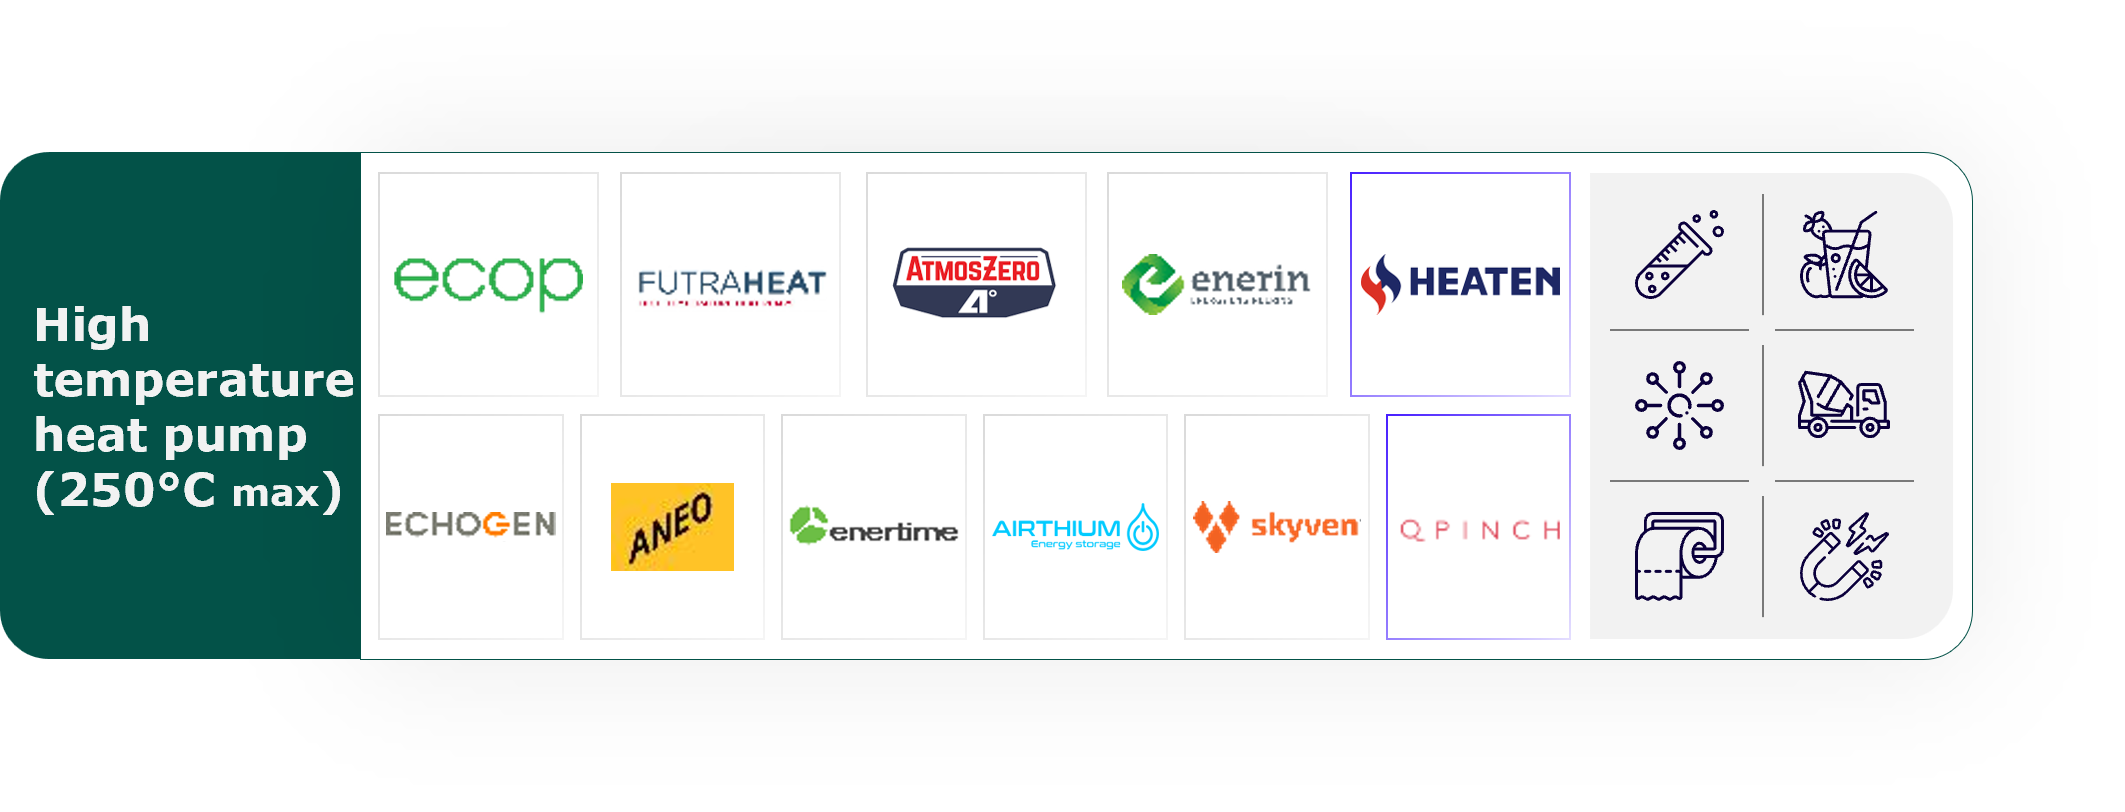 High
temperature
heat pump
(250°C max)
ecop
FUTRAHEAT
ATMOSZERO
A°
enerin
HEATEN
ECHOGEN
ANEO
enertime
AIRTHIUM
Energy storage
skyven
QPINCH